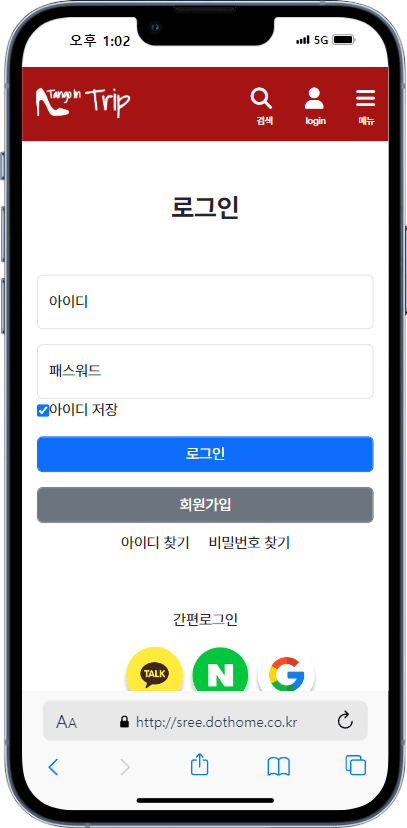 오후 1:02
5G
Tango In Trip
검색
login
메뉴
로그인
아이디
패스워드
아이디 저장
로그인
회원가입
아이디 찾기 비밀번호 찾기
간편로그인
TALK
N
G
AA
http://sree.dothome.co.kr